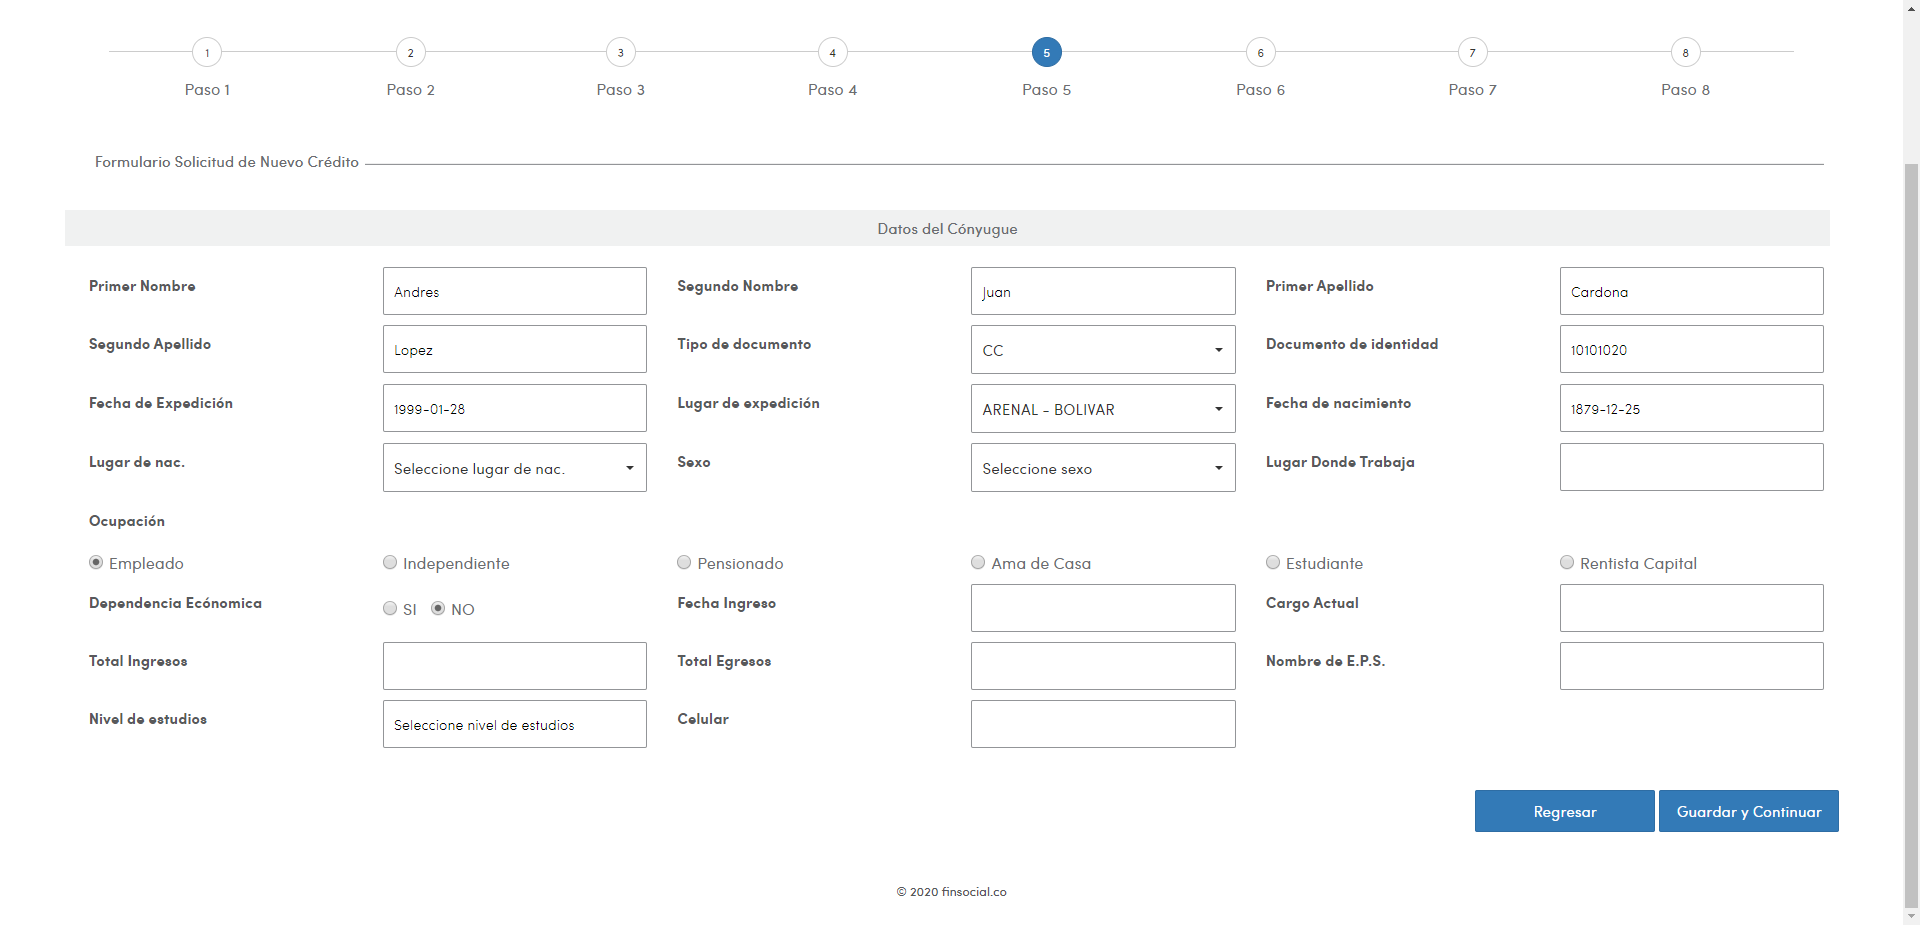 1 2 3 4 5 6 7 8
Paso 1 Paso 2 Paso 3 Paso 4 Paso 5 Paso 6 Paso 7 Paso 8
Formulario Solicitud de Nuevo Crédito
Datos del Cónyugue
Primer Nombre Andres Segundo Nombre Juan Primer Apellido Cardona
Segundo Apellido Lopez Tipo de documento CC Documento de identidad 10101020
Fecha de Expedición 1999-01-28 Lugar de expedición ARENAL - BOLIVAR Fecha de nacimiento 1879-12-25
Lugar de nac. Seleccione lugar de nac. Sexo Seleccione sexo Lugar Donde Trabaja
Ocupación
Empleado Independiente Pensionado Ama de Casa Estudiante Rentista Capital
Dependencia Ecónomica SI NO Fecha Ingreso Cargo Actual
Total Ingresos Total Egresos Nombre de E.P.S.
Nivel de estudios Seleccione nivel de estudios Celular
Regresar Guardar y Continuar
© 2020 finsocial.co